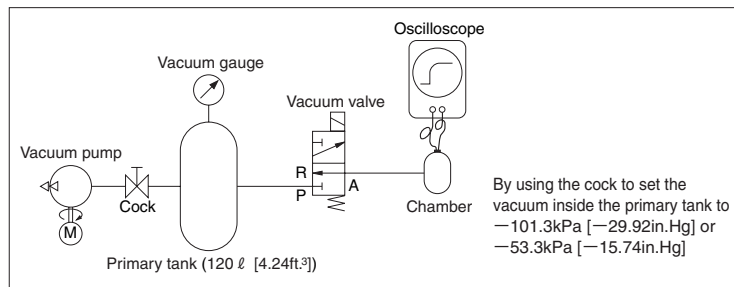 Oscilloscope
Vacuum gauge
Vacuum valve
Vacuum pump
R
A
P
Cock
M
Chamber
Primary tank (120 ℓ [4.24ft.³])
By using the cock to set the
vacuum inside the primary tank to
−101.3kPa [−29.92in.Hg] or
−53.3kPa [−15.74in.Hg]